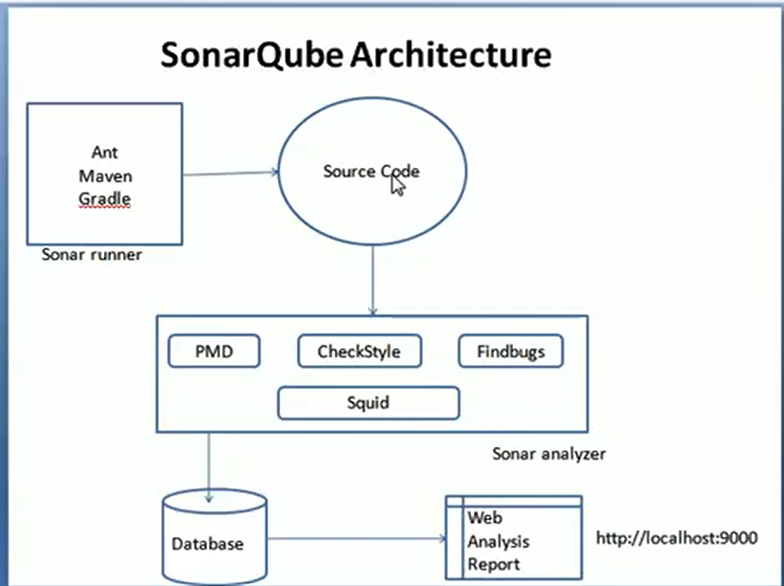 SonarQube Architecture
Ant
Maven
Gradle
Sonar runner
Source Code
PMD
CheckStyle
Findbugs
Squid
Sonar analyzer
Database
Web
Analysis
Report
http://localhost:9000